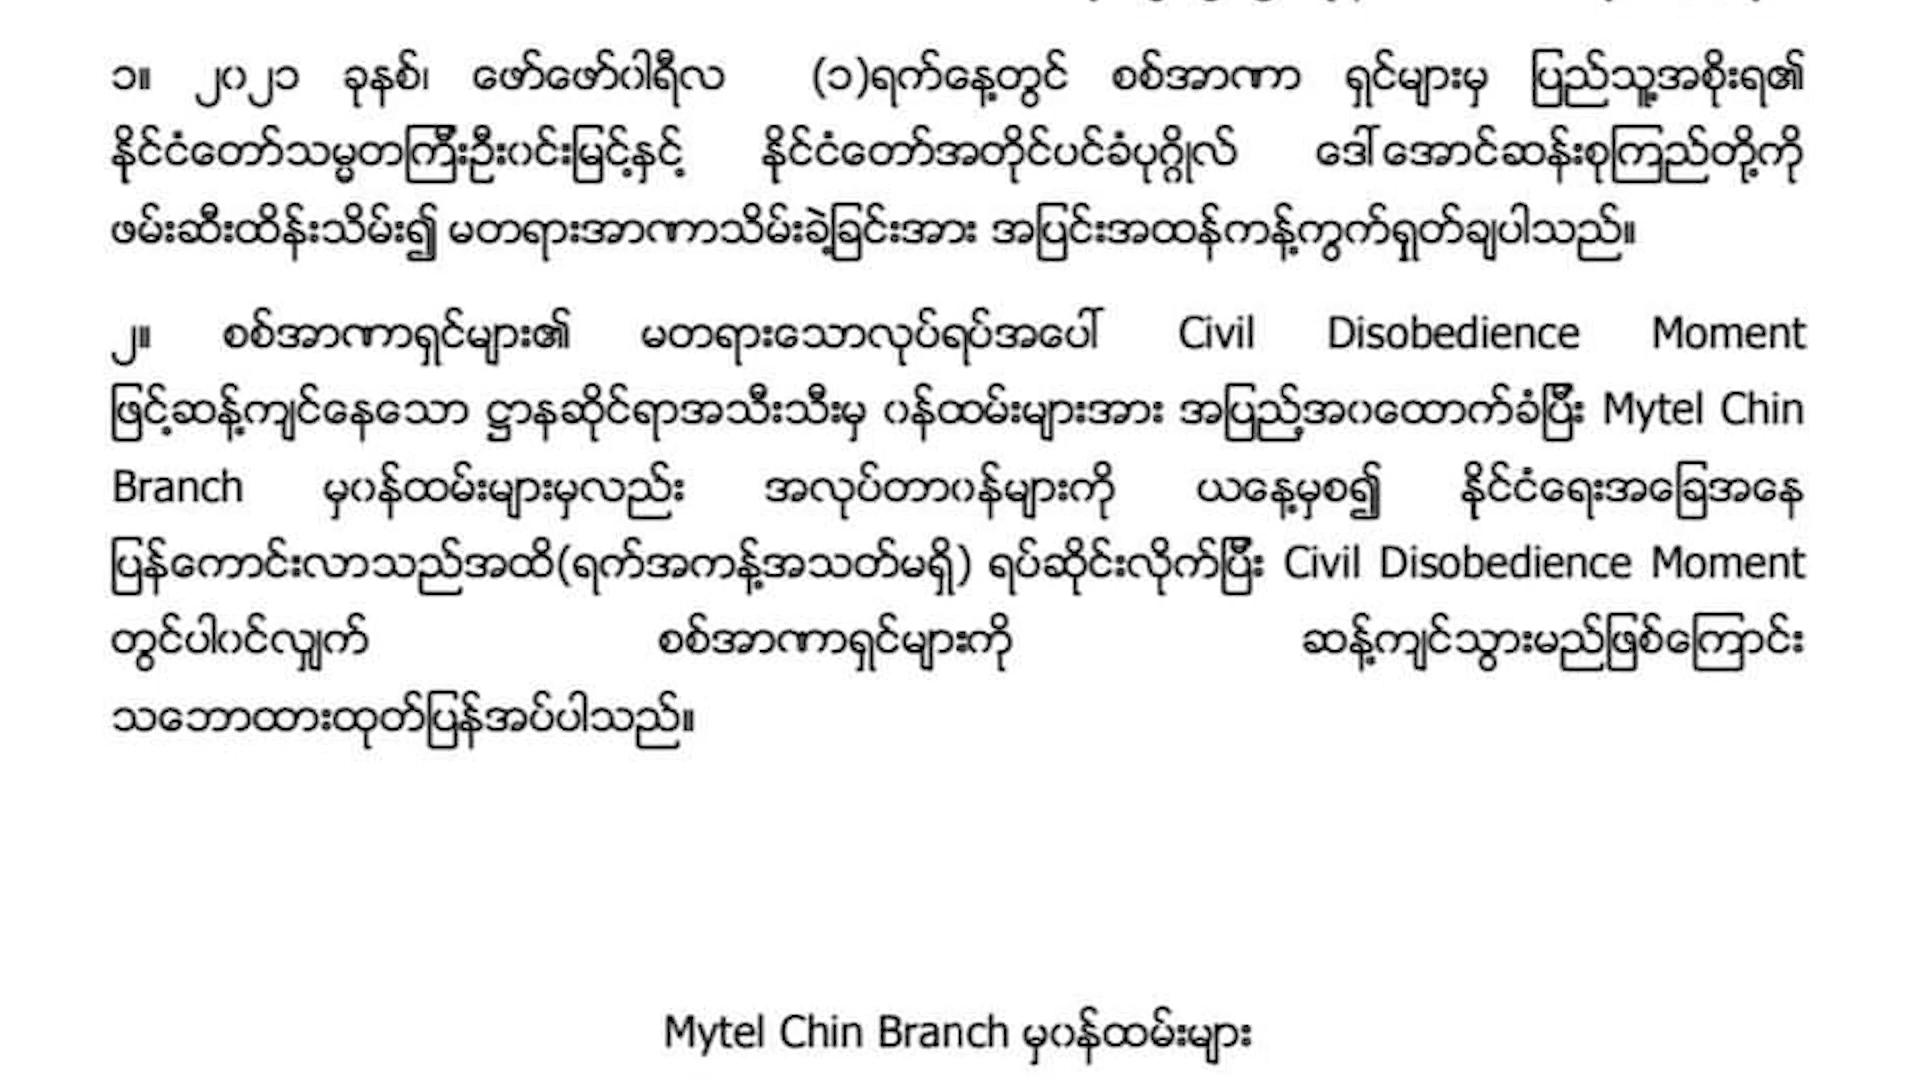 ၁။ ၂၀၂၁ ခုနှစ်၊ ဖော်ဖော်ဝါရီလ (၁)ရက်နေ့တွင် စစ်အာဏာ ရှင်များမှ ပြည်သူ့အစိုးရ၏
နိုင်ငံတော်သမ္မတကြီးဦးဝင်းမြင့်နှင့် နိုင်ငံတော်အတိုင်ပင်ခံပုဂ္ဂိုလ် ဒေါ်အောင်ဆန်းစုကြည်တို့ကို
ဖမ်းဆီးထိန်းသိမ်း၍ မတရားအာဏာသိမ်းခဲ့ခြင်းအား အပြင်းအထန်ကန့်ကွက်ရှုတ်ချပါသည်။
၂။ စစ်အာဏာရှင်များ၏ မတရားသောလုပ်ရပ်အပေါ် Civil Disobedience Moment
ဖြင့်ဆန့်ကျင်နေသော ဋ္ဌာနဆိုင်ရာအသီးသီးမှ ဝန်ထမ်းများအား အပြည့်အဝထောက်ခံပြီး Mytel Chin
Branch မှဝန်ထမ်းများမှလည်း အလုပ်တာဝန်များကို ယနေ့မှစ၍ နိုင်ငံရေးအခြေအနေ
ပြန်ကောင်းလာသည်အထိ(ရက်အကန့်အသတ်မရှိ) ရပ်ဆိုင်းလိုက်ပြီး Civil Disobedience Moment
တွင်ပါဝင်လျှက် စစ်အာဏာရှင်များကို ဆန့်ကျင်သွားမည်ဖြစ်ကြောင်း
သဘောထားထုတ်ပြန်အပ်ပါသည်။
Mytel Chin Branch မှဝန်ထမ်းများ